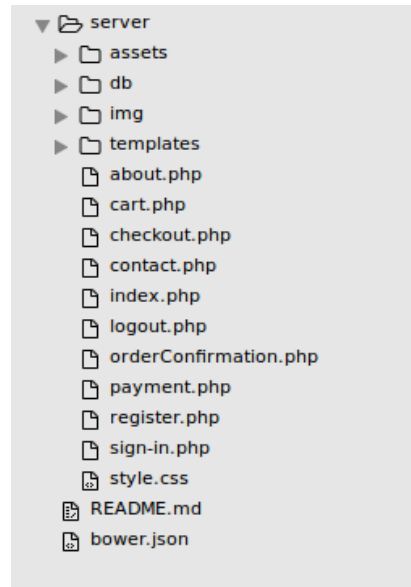 server
assets
db
img
templates
about.php
cart.php
checkout.php
contact.php
index.php
logout.php
orderConfirmation.php
payment.php
register.php
sign-in.php
style.css
README.md
bower.json